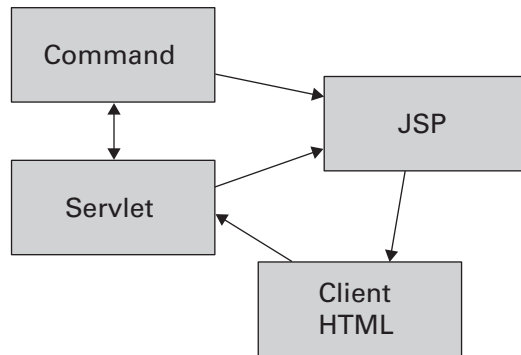 Command
JSP
Servlet
Client
HTML